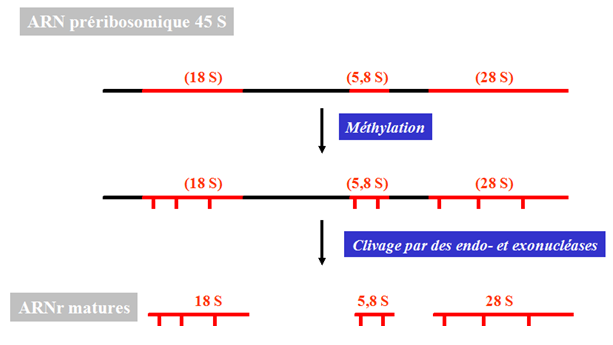 ARN préribosomique 45 S
(18 S) (5,8 S) (28 S)
Méthylation
(18 S) (5,8 S) (28 S)
Clivage par des endo- et exonucléases
18 S 5,8 S 28 S
ARNr matures